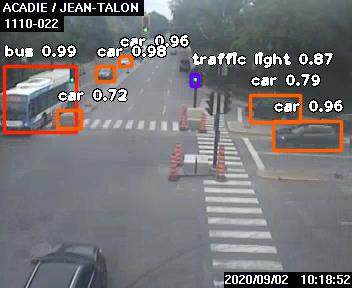 ACADIE / JEAN-TALON
1110-022
car 0.96
bus 0.99
car 0.98
traffic light 0.87
car 0.79
car 0.72
car 0.96
2020/09/02 10:18:52